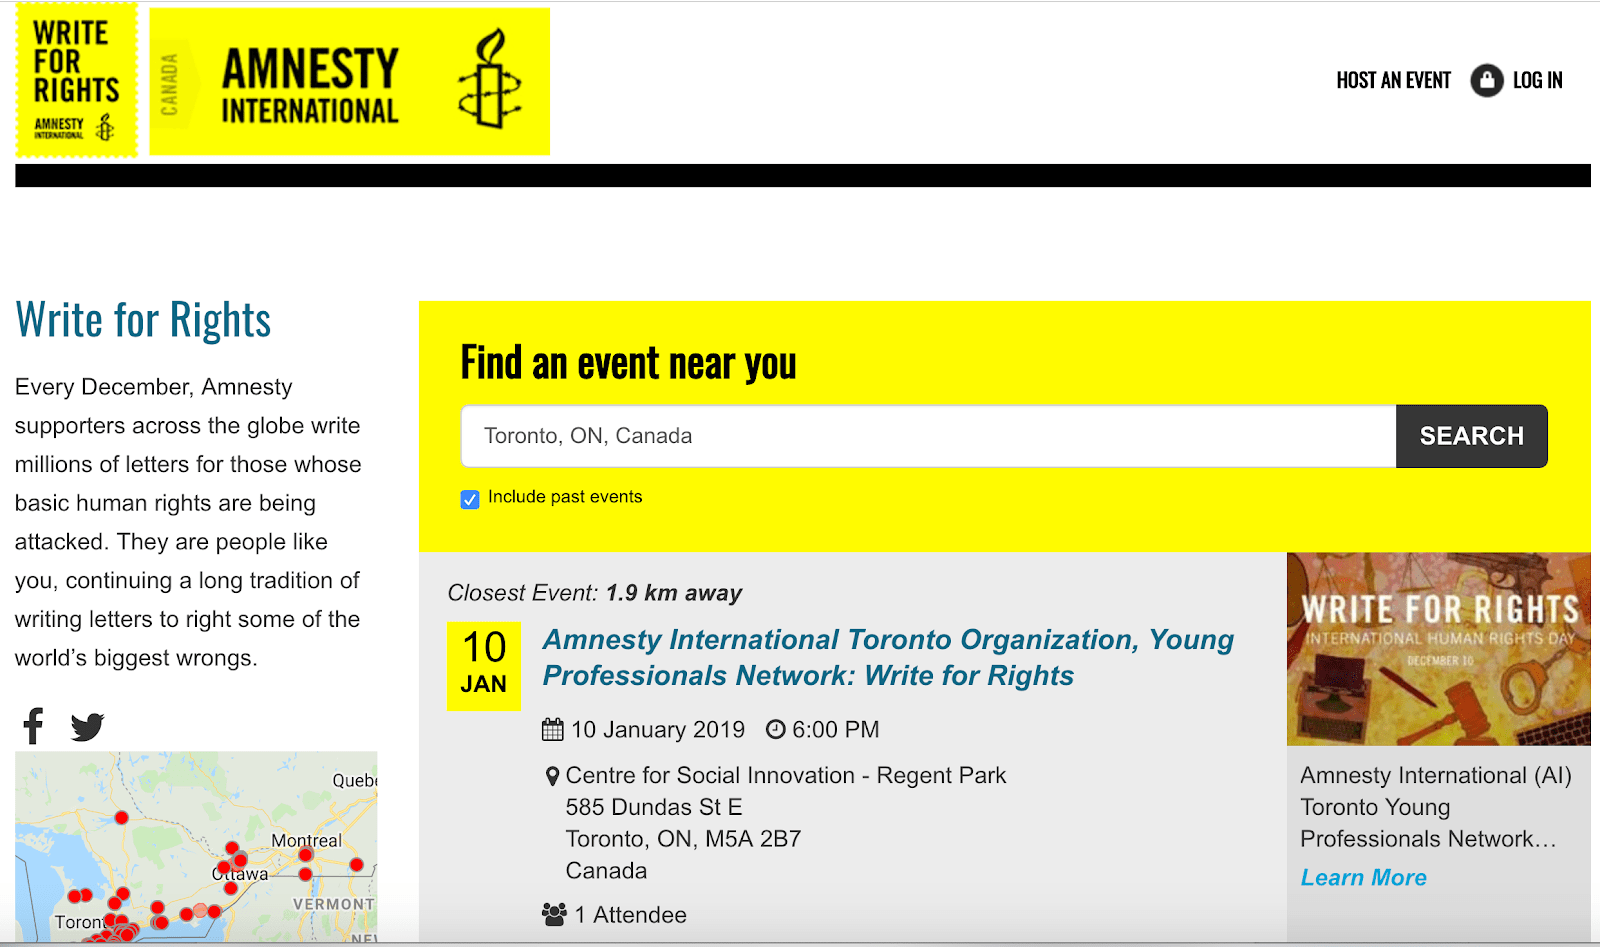 WRITE
FOR
RIGHTS
AMNESTY
INTERNATIONAL
CANADA
AMNESTY
INTERNATIONAL
HOST AN EVENT
LOG IN
Write for Rights
Every December, Amnesty
supporters across the globe write
millions of letters for those whose
basic human rights are being
attacked. They are people like
you, continuing a long tradition of
writing letters to right some of the
world’s biggest wrongs.
Queb
Montreal
Ottawa
VERMONT
Toront
NEW
Find an event near you
Toronto, ON, Canada
SEARCH
Include past events
Closest Event: 1.9 km away
10
JAN
Amnesty International Toronto Organization, Young
Professionals Network: Write for Rights
10 January 2019 6:00 PM
Centre for Social Innovation - Regent Park
585 Dundas St E
Toronto, ON, M5A 2B7
Canada
1 Attendee
WRITE FOR RIGHTS
INTERNATIONAL HUMAN RIGHTS DAY
DECEMBER 10
Amnesty International (AI)
Toronto Young
Professionals Network…
Learn More